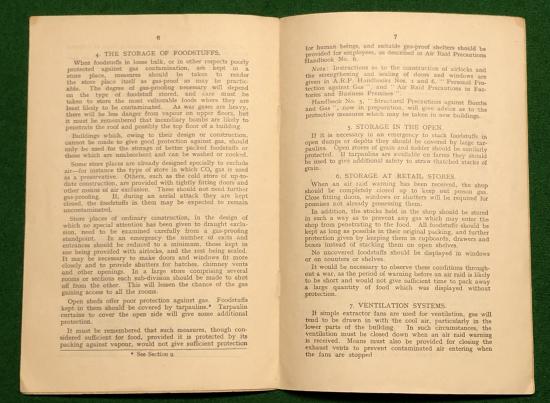 6
4. THE STORAGE OF FOODSTUFFS.
When foodstuffs in loose bulk, or in other respects poorly
protected against gas contamination, are kept in a
store place, measures should be taken to render
the store place itself as gas-proof as may be practic-
able. The degree of gas-proofing necessary will depend
on the type of foodstuff stored, and care must be
taken to store the most vulnerable foods where they are
least likely to be contaminated. As war gases are heavy,
there will be less danger from vapour on upper floors, but
it must be remembered that incendiary bombs are likely to
penetrate the roof and possibly the top floor of a building.
Buildings which, owing to their design or construction,
cannot be made to give good protection against gas, should
only be used for the storage of better packed foodstuffs or
those which are unmolested and can be washed or cooked.
Some store places are already designed specially to exclude
air—for instance the type of store in which CO₂ gas is used
as a preservative. Others, such as the cold store of up-to-
date construction, are provided with tightly fitting doors and
other means of air exclusion. These should not need further
gas-proofing. If, during an aerial attack they are kept
closed, the foodstuffs in them may be expected to remain
uncontaminated.
Store places of ordinary construction, in the design of
which no special attention has been given to draught exclu-
sion, need to be examined carefully from a gas-proofing
standpoint. In an emergency the number of exits and
entrances should be reduced to a minimum, those kept in
use being provided with airlocks, and the rest being sealed.
It may be necessary to make doors and windows fit more
closely and to provide shutters for hatches, chimney vents
and other openings. In a large store comprising several
rooms or sections each sub-division should be made to shut
off from the other. This will lessen the chance of the gas
gaining access to all the rooms.
Open sheds offer poor protection against gas. Foodstuffs
kept in them should be covered by tarpaulins.* Tarpaulin
curtains to cover the open side will give some additional
protection.
It must be remembered that such measures, though con-
sidered sufficient for food, provided it is protected by its
packing against vapour, would not give sufficient protection
* See Section 2
7
for human beings, and suitable gas-proof shelters should be
provided for employees, as described in Air Raid Precautions
Handbook No. 6.
Note: Instructions as to the construction of airlocks and
the strengthening and sealing of doors and windows are
given in A.R.P. Handbooks Nos. 1 and 6, "Personal Pro-
tection against Gas", and "Air Raid Precautions in Fac-
tories and Business Premises".
Handbook No. 5, "Structural Precautions against Bombs
and Gas", now in preparation, will give advice as to the
protective measures which may be taken in new buildings.
5. STORAGE IN THE OPEN.
If it is necessary in an emergency to stack foodstuffs in
open dumps or depôts they should be covered by large tar-
paulins. Open stores of grain and fodder should be similarly
protected. If tarpaulins are available on farms they should
be used to give additional safety to straw thatched stacks of
grain.
6. STORAGE AT RETAIL STORES.
When an air raid warning has been received, the shop
should be completely closed up to keep out poison gas.
Close fitting doors, windows or shutters will be required for
premises not already possessing them.
In addition, the stocks held in the shop should be stored
in such a way as to prevent any gas which may enter the
shop from penetrating to the food. All foodstuffs should be
kept as long as possible in their original packing, and further
protection given by keeping them in cupboards, drawers and
boxes instead of stacking them on open shelves.
No uncovered foodstuffs should be displayed in windows
or on counters or shelves.
It would be necessary to observe these conditions through-
out a war, as the period of warning before an air raid is likely
to be short and would not give sufficient time to pack away
a large quantity of food which was displayed without
protection.
7. VENTILATION SYSTEMS.
If simple extractor fans are used for ventilation, gas will
tend to be drawn in with the cool air, particularly in the
lower parts of the building. In such circumstances, the
ventilation must be closed down when an air raid warning
is received. Means must also be provided for closing the
exhaust vents to prevent contaminated air entering when
the fans are stopped